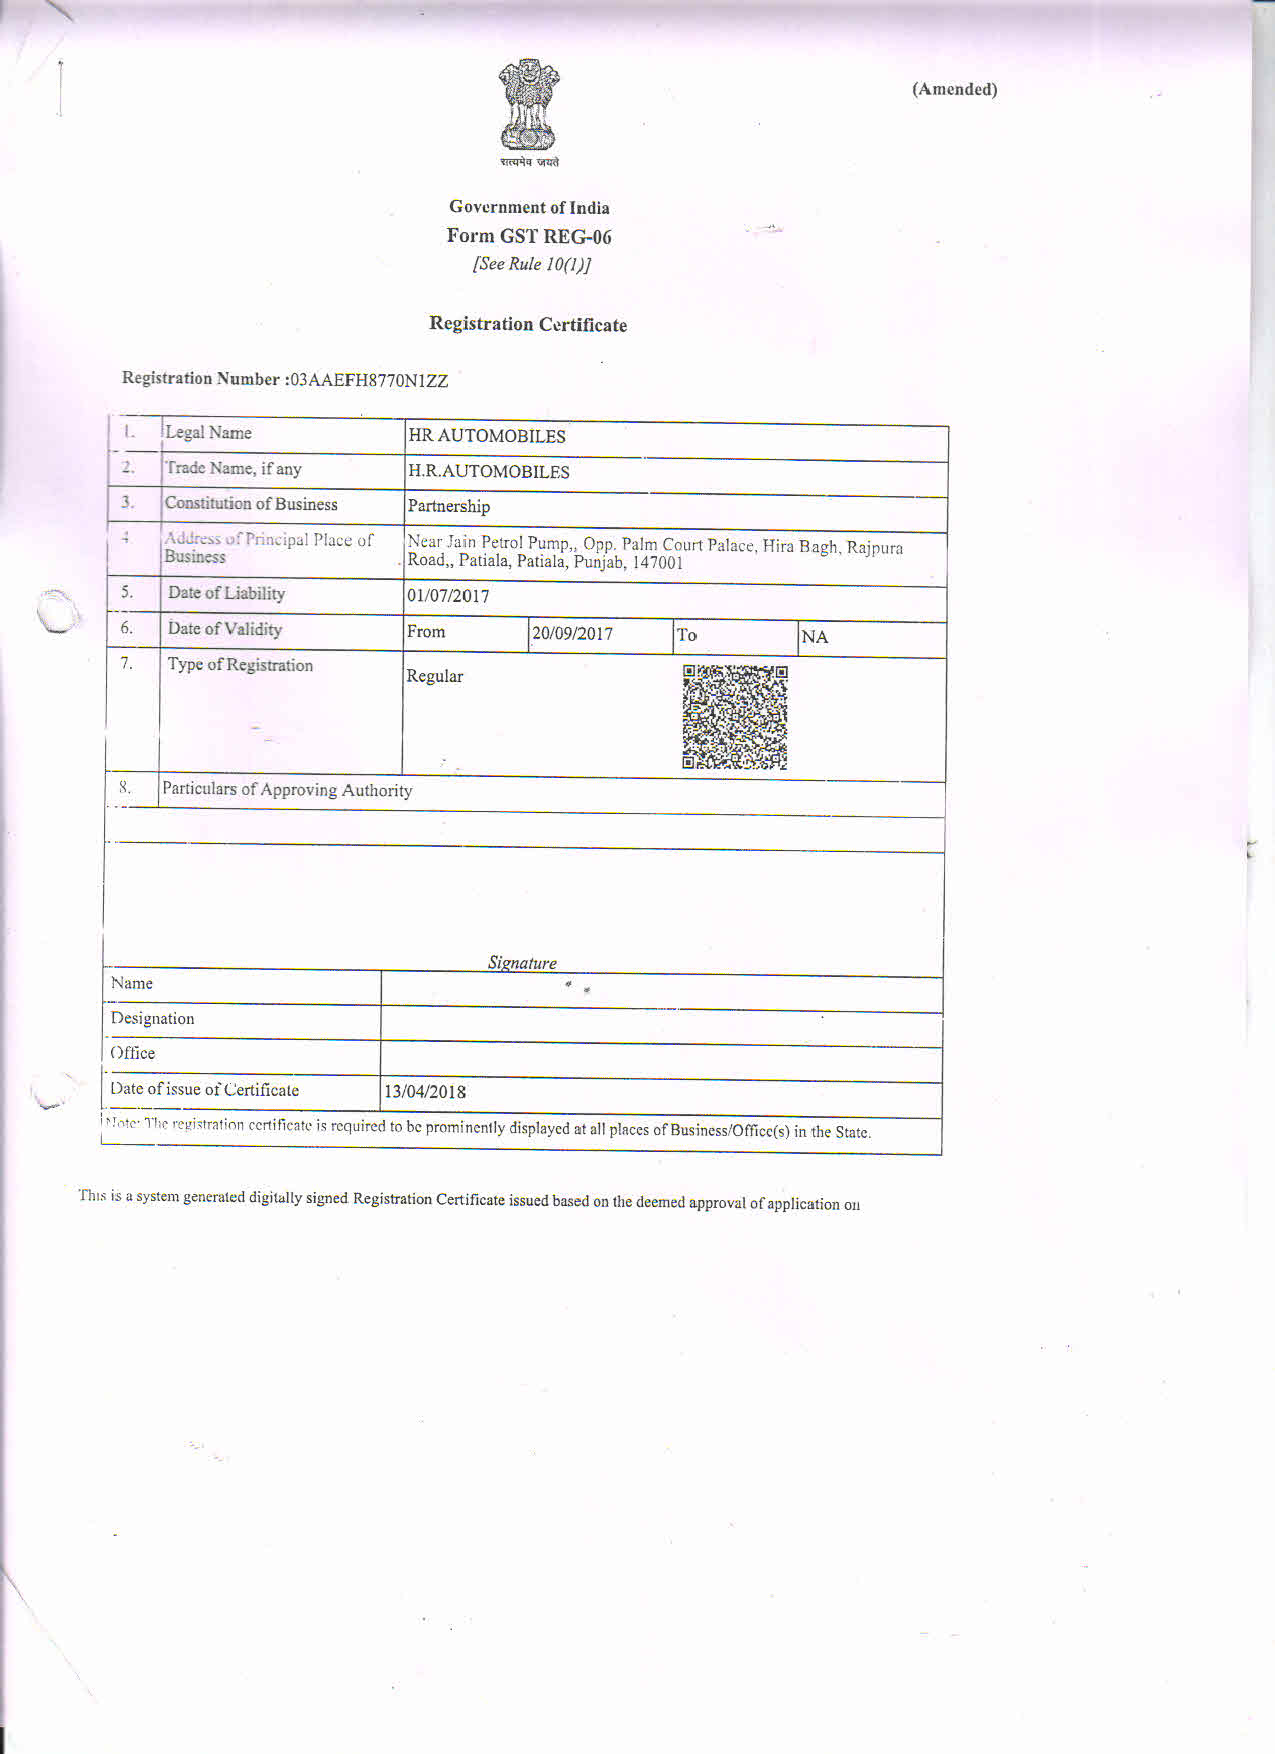 (Amended)
सत्यमेव जयते
Government of India
Form GST REG-06
[See Rule 10(1)]
Registration Certificate
Registration Number :03AAEFH8770N1ZZ
1. Legal Name HR AUTOMOBILES
2. Trade Name, if any H.R.AUTOMOBILES
3. Constitution of Business Partnership
4. Address of Principal Place of Near Jain Petrol Pump,, Opp. Palm Court Palace, Hira Bagh, Rajpura
Business Road,, Patiala, Patiala, Punjab, 147001
5. Date of Liability 01/07/2017
6. Date of Validity From 20/09/2017 To NA
7. Type of Registration Regular
8. Particulars of Approving Authority
Signature
Name
Designation
Office
Date of issue of Certificate 13/04/2018
Note: The registration certificate is required to be prominently displayed at all places of Business/Office(s) in the State.
This is a system generated digitally signed Registration Certificate issued based on the deemed approval of application on